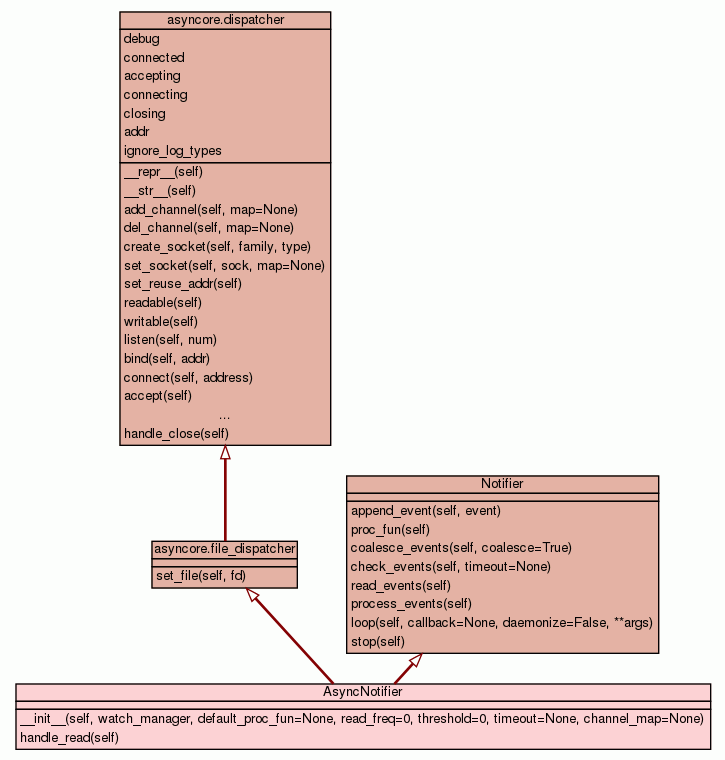 asyncore.dispatcher
debug
connected
accepting
connecting
closing
addr
ignore_log_types
__repr__(self)
__str__(self)
add_channel(self, map=None)
del_channel(self, map=None)
create_socket(self, family, type)
set_socket(self, sock, map=None)
set_reuse_addr(self)
readable(self)
writable(self)
listen(self, num)
bind(self, addr)
connect(self, address)
accept(self)
...
handle_close(self)
Notifier
append_event(self, event)
proc_fun(self)
coalesce_events(self, coalesce=True)
check_events(self, timeout=None)
read_events(self)
process_events(self)
loop(self, callback=None, daemonize=False, **args)
stop(self)
asyncore.file_dispatcher
set_file(self, fd)
AsyncNotifier
__init__(self, watch_manager, default_proc_fun=None, read_freq=0, threshold=0, timeout=None, channel_map=None)
handle_read(self)